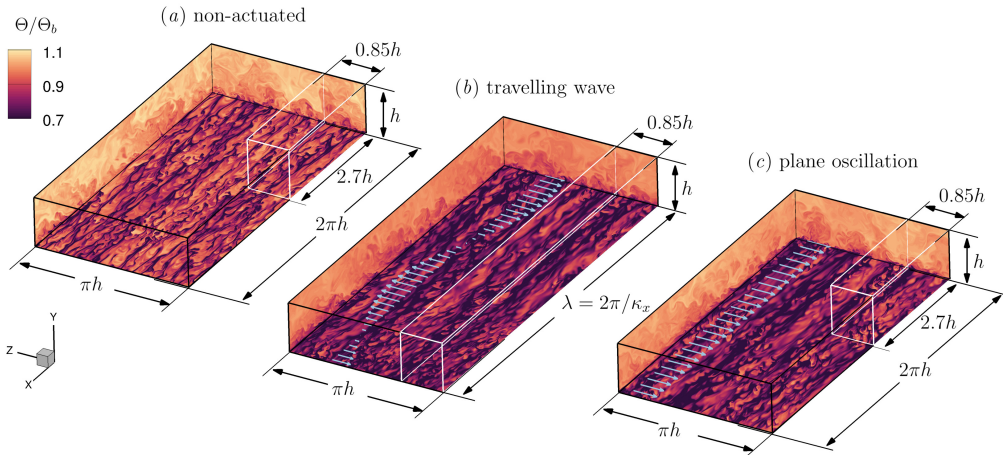 Θ/Θ_b
1.1
0.9
0.7
(a) non-actuated
0.85h
h
2.7h
2πh
πh
(b) travelling wave
0.85h
h
λ = 2π/κ_x
πh
(c) plane oscillation
0.85h
h
2.7h
2πh
πh
Y
Z
X